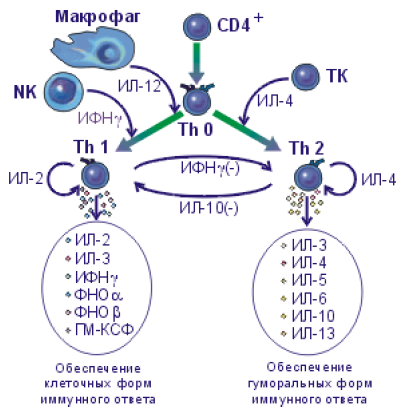 Макрофаг
CD4+
NK
ИЛ-12
ТК
ИФНγ
ИЛ-4
Th 0
Th 1
Th 2
ИЛ-2
ИФНγ(-)
ИЛ-4
ИЛ-10(-)
ИЛ-2
ИЛ-3
ИФНγ
ФНОα
ФНОβ
ГМ-КСФ
ИЛ-3
ИЛ-4
ИЛ-5
ИЛ-6
ИЛ-10
ИЛ-13
Обеспечение
клеточных форм
иммунного ответа
Обеспечение
гуморальных форм
иммунного ответа